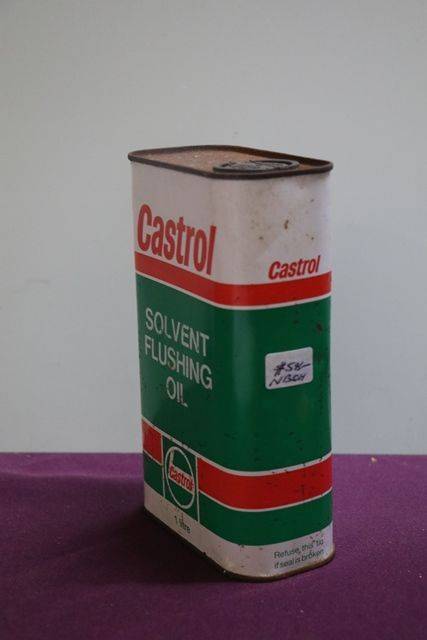 Castrol
SOLVENT
FLUSHING
OIL
Castrol
1 litre
Castrol
Refuse this tin
if seal is broken